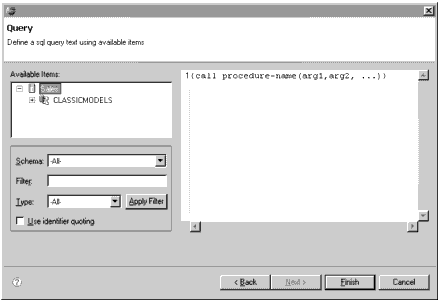 Query
Define a sql query text using available items
Available Items:
Sales
CLASSICMODELS
Schema: -All-
Filter:
Type: -All- Apply Filter
Use identifier quoting
1{call procedure-name(arg1,arg2, ...)}
< Back Next > Finish Cancel